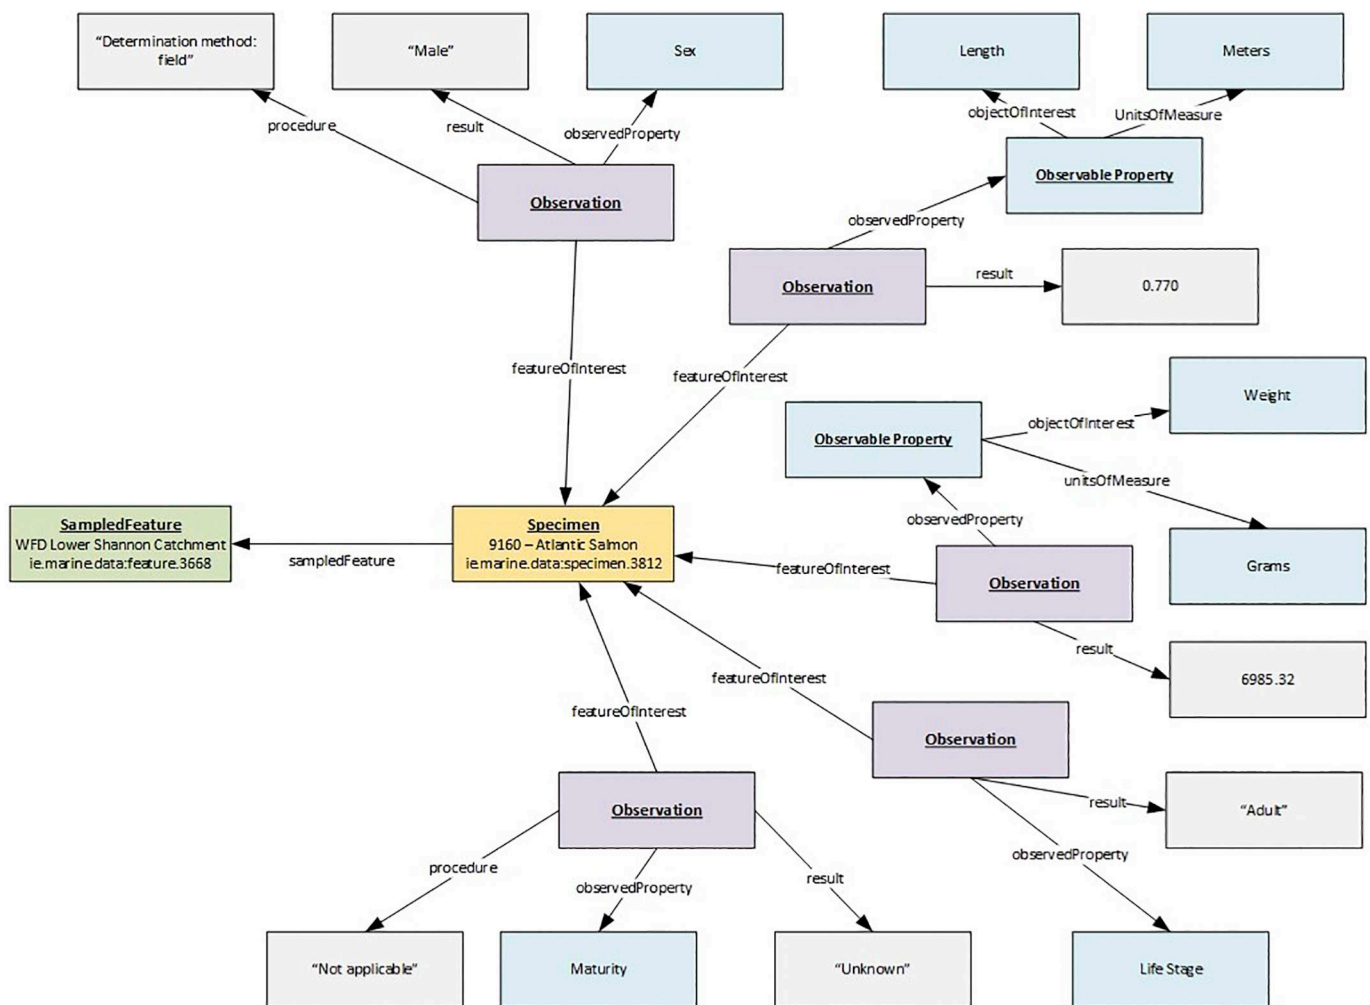 “Determination method:
field”
“Male”
Sex
Length
Meters
procedure
result
observedProperty
objectOfInterest
UnitsOfMeasure
Observation
Observable Property
observedProperty
Observation
result
0.770
featureOfInterest
featureOfInterest
Weight
Observable Property
objectOfInterest
unitsOfMeasure
observedProperty
SampledFeature
WFD Lower Shannon Catchment
ie.marine.data:feature.3668
sampledFeature
Specimen
9160 – Atlantic Salmon
ie.marine.data:specimen.3812
featureOfInterest
Observation
Grams
result
6985.32
featureOfInterest
featureOfInterest
Observation
result
“Adult”
Observation
observedProperty
procedure
observedProperty
result
“Not applicable”
Maturity
“Unknown”
Life Stage